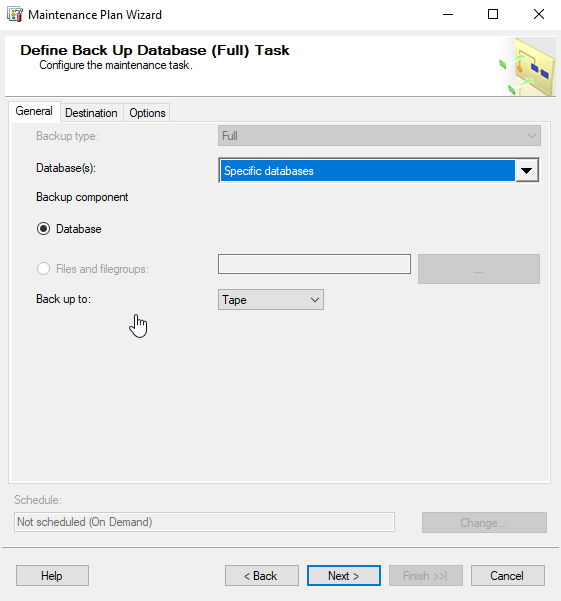 Maintenance Plan Wizard
Define Back Up Database (Full) Task
Configure the maintenance task.
General Destination Options
Backup type: Full
Database(s): Specific databases
Backup component
Database
Files and filegroups: ...
Back up to: Tape
Schedule:
Not scheduled (On Demand) Change...
Help < Back Next > Finish >>| Cancel